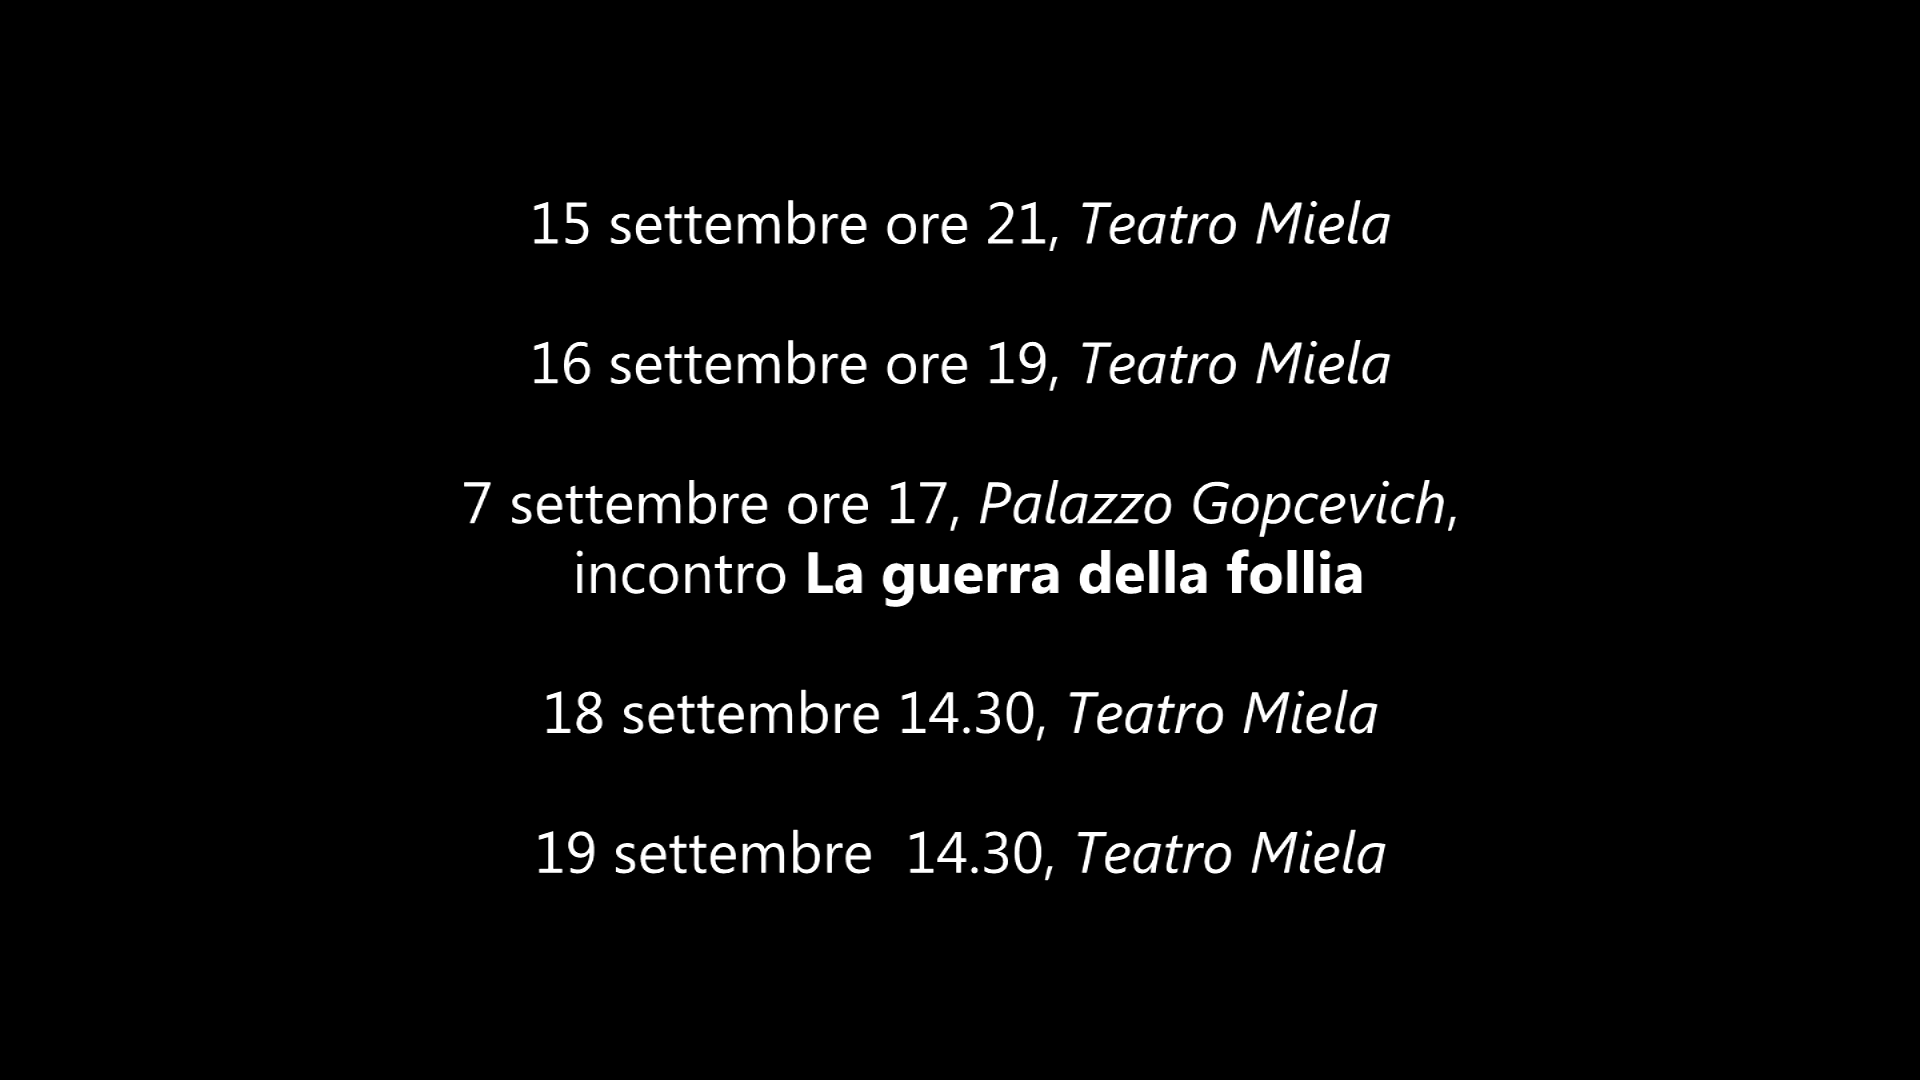 15 settembre ore 21, Teatro Miela
16 settembre ore 19, Teatro Miela
7 settembre ore 17, Palazzo Gopcevich,
incontro La guerra della follia
18 settembre 14.30, Teatro Miela
19 settembre  14.30, Teatro Miela